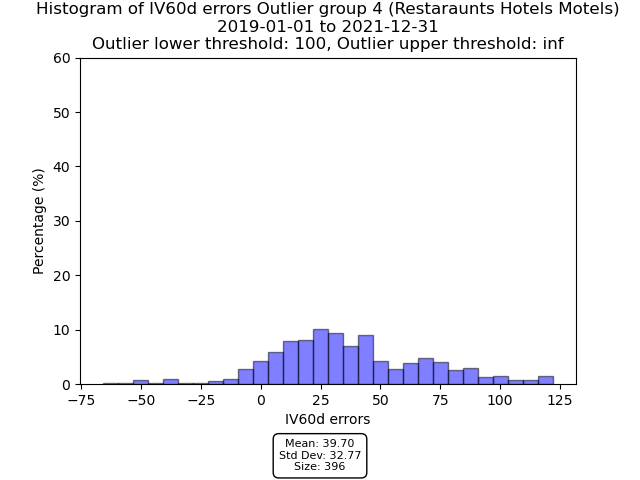 Histogram of IV60d errors Outlier group 4 (Restaraunts Hotels Motels)
2019-01-01 to 2021-12-31
Outlier lower threshold: 100, Outlier upper threshold: inf
60
50
40
30
20
10
0
Percentage (%)
−75 −50 −25 0 25 50 75 100 125
IV60d errors
Mean: 39.70
Std Dev: 32.77
Size: 396